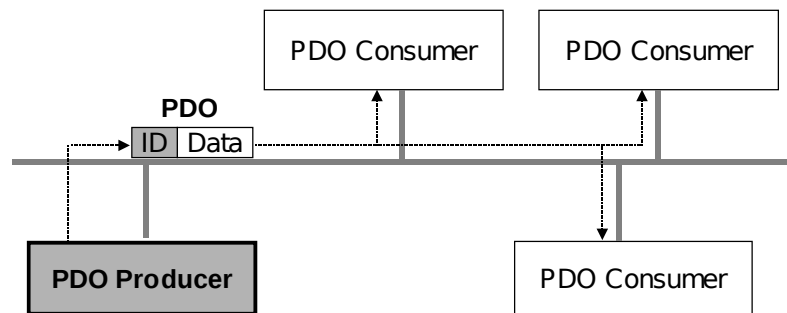 PDO Consumer
PDO Consumer
PDO
ID Data
PDO Producer
PDO Consumer